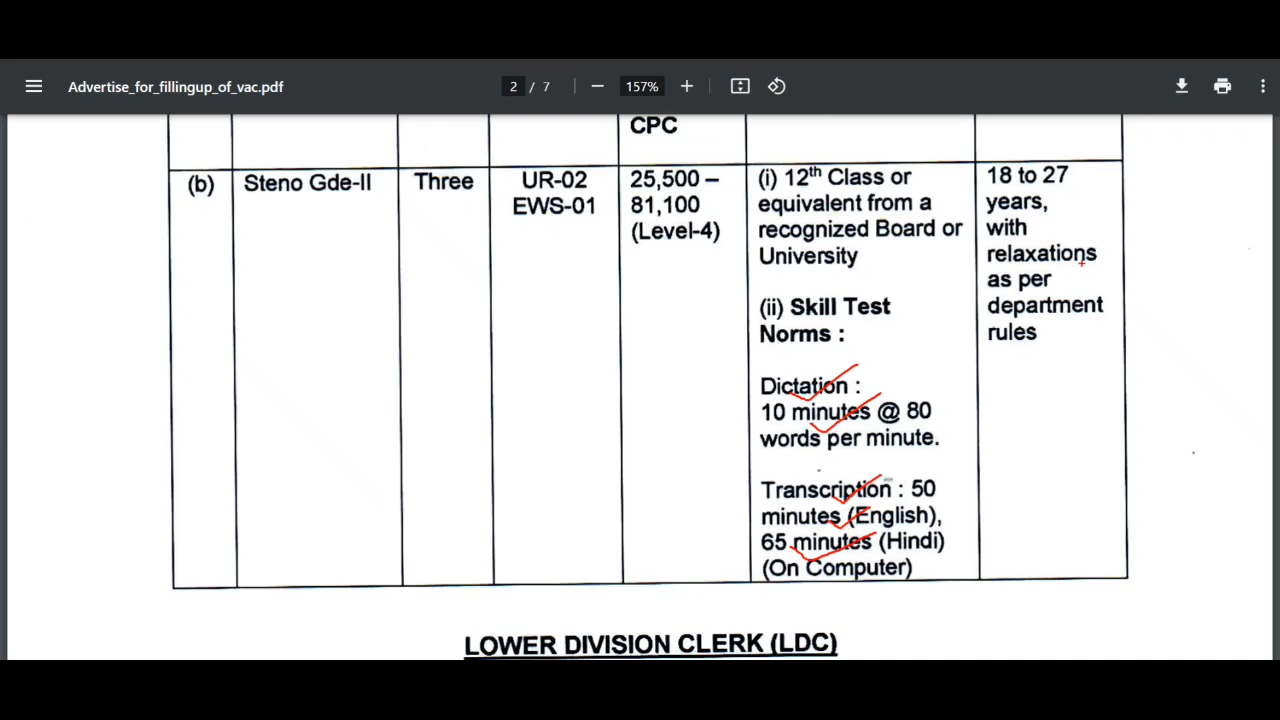 Advertise_for_fillingup_of_vac.pdf
2 / 7
157%
CPC
(b)
Steno Gde-II
Three
UR-02
EWS-01
25,500 –
81,100
(Level-4)
(i) 12th Class or
equivalent from a
recognized Board or
University
(ii) Skill Test
Norms :
Dictation :
10 minutes @ 80
words per minute.
Transcription : 50
minutes (English),
65 minutes (Hindi)
(On Computer)
18 to 27
years,
with
relaxations
as per
department
rules
LOWER DIVISION CLERK (LDC)